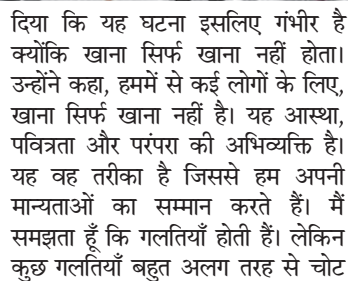 दिया कि यह घटना इसलिए गंभीर है
क्योंकि खाना सिर्फ खाना नहीं होता।
उन्होंने कहा, हममें से कई लोगों के लिए,
खाना सिर्फ खाना नहीं है। यह आस्था,
पवित्रता और परंपरा की अभिव्यक्ति है।
यह वह तरीका है जिससे हम अपनी
मान्यताओं का सम्मान करते हैं। मैं
समझता हूँ कि गलतियाँ होती हैं। लेकिन
कुछ गलतियाँ बहुत अलग तरह से चोट